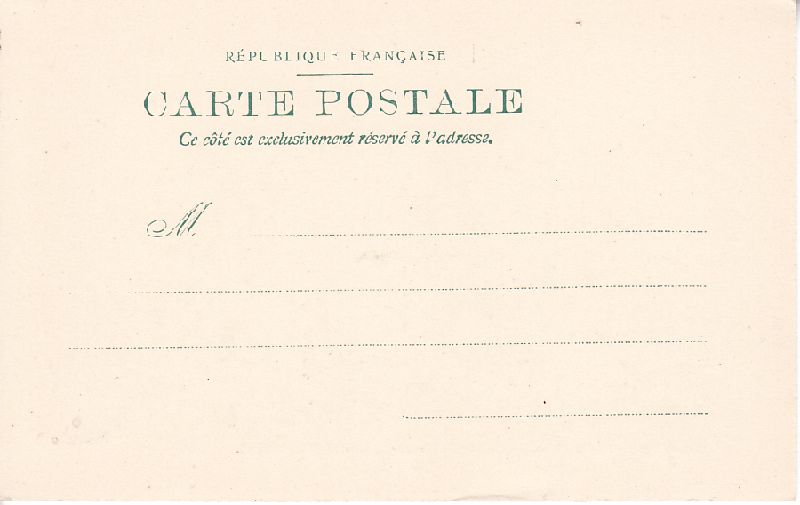 RÉPUBLIQUE FRANÇAISE
CARTE POSTALE
Ce côté est exclusivement réservé à l'adresse.
M